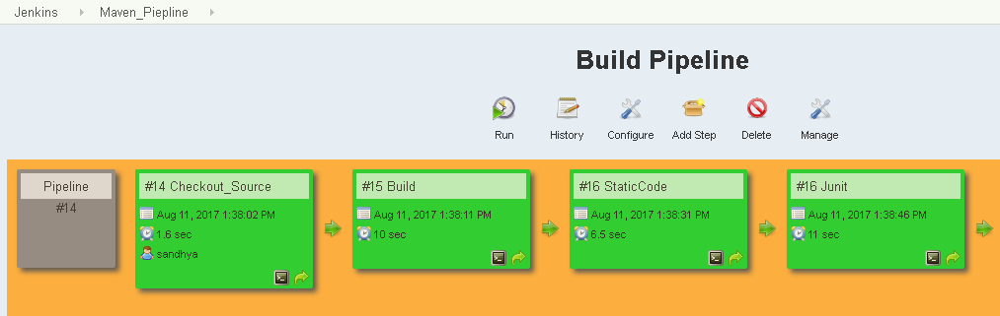 Jenkins Maven_Piepline
Build Pipeline
Run History Configure Add Step Delete Manage
Pipeline
#14
#14 Checkout_Source
Aug 11, 2017 1:38:02 PM
1.6 sec
sandhya
#15 Build
Aug 11, 2017 1:38:11 PM
10 sec
#16 StaticCode
Aug 11, 2017 1:38:31 PM
6.5 sec
#16 Junit
Aug 11, 2017 1:38:46 PM
11 sec